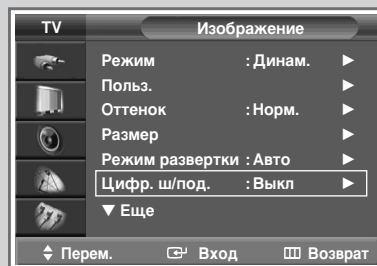 TV Изображение
Режим : Динам. ►
Польз. ►
Оттенок : Норм. ►
Размер ►
Режим развертки : Авто ►
Цифр. ш/под. : Выкл ►
▼ Еще
Перем. Вход Возврат